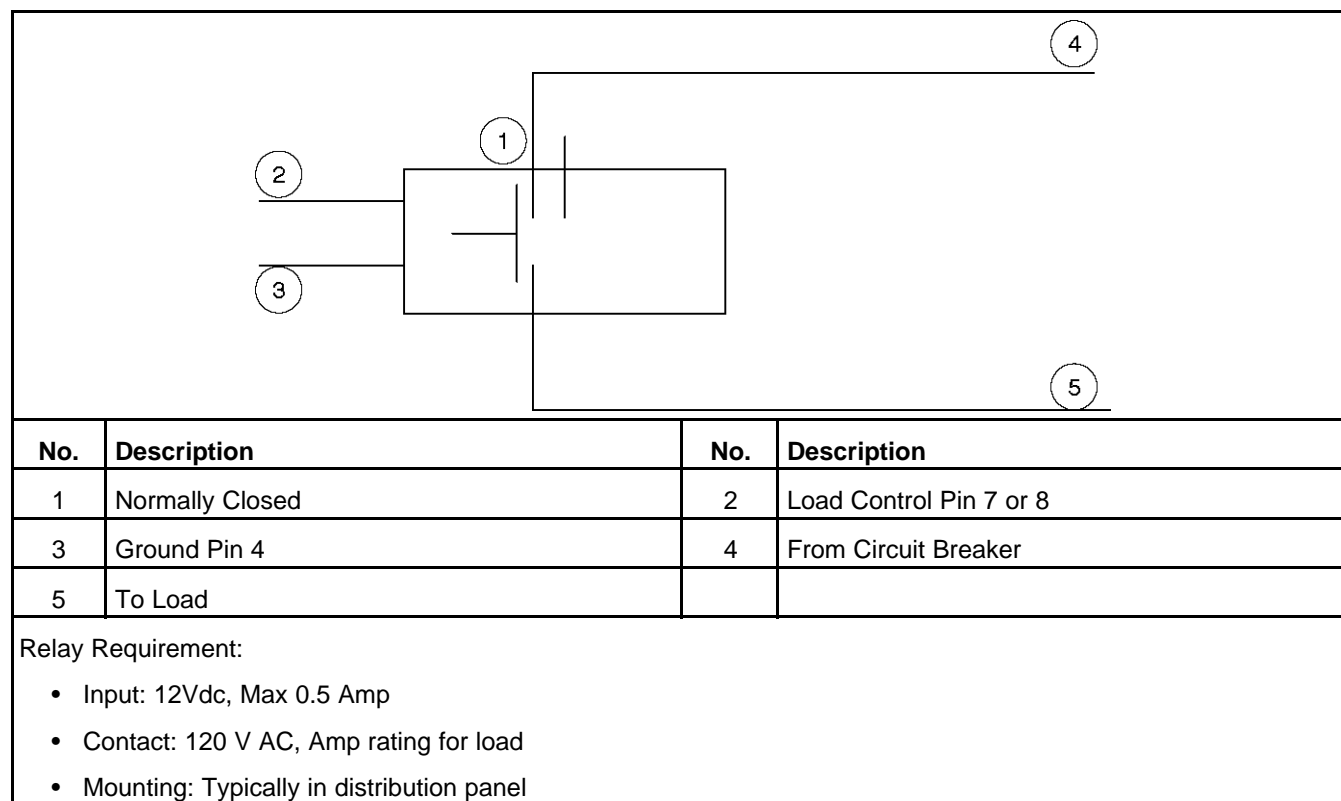 4
1
2
3
5
No. Description No. Description
1 Normally Closed 2 Load Control Pin 7 or 8
3 Ground Pin 4 4 From Circuit Breaker
5 To Load
Relay Requirement:
• Input: 12Vdc, Max 0.5 Amp
• Contact: 120 V AC, Amp rating for load
• Mounting: Typically in distribution panel